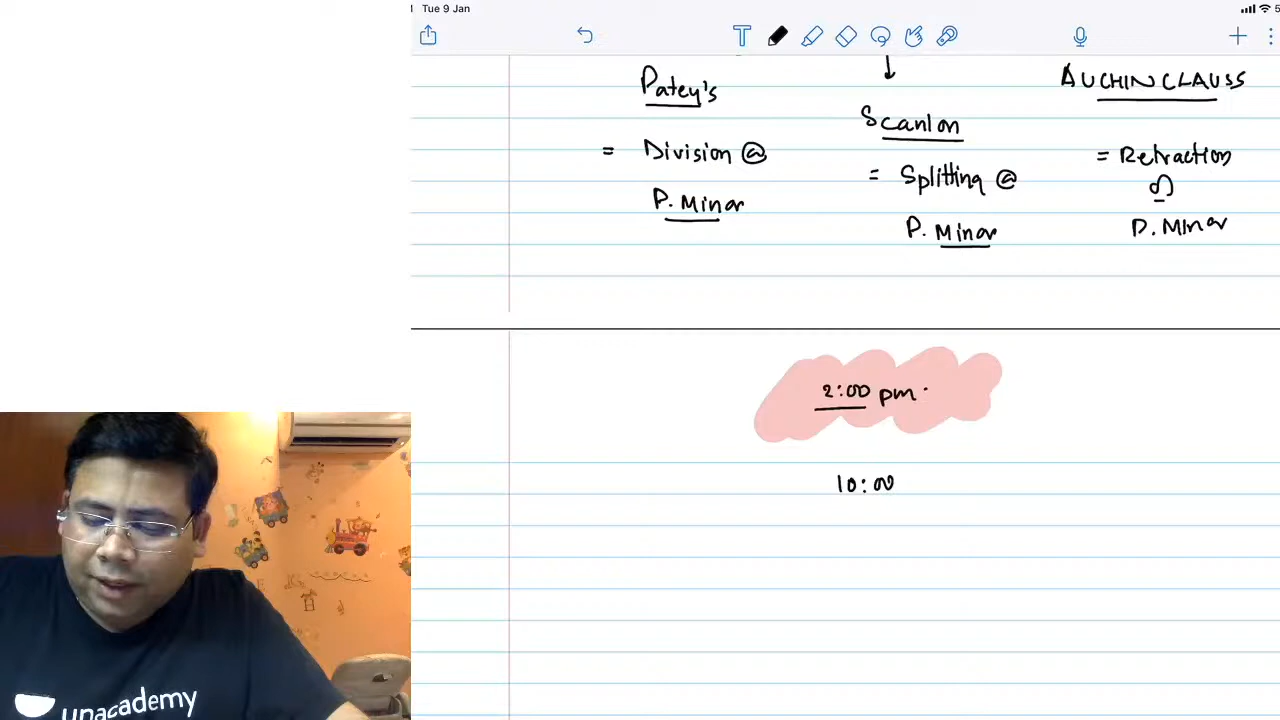 Tue 9 Jan
Patey's
= Division @
P. Minor
Scanlon
= Splitting @
P. Minor
AUCHINCLAUSS
= Retraction
P. Minor
2:00 pm
10:00
unacademy